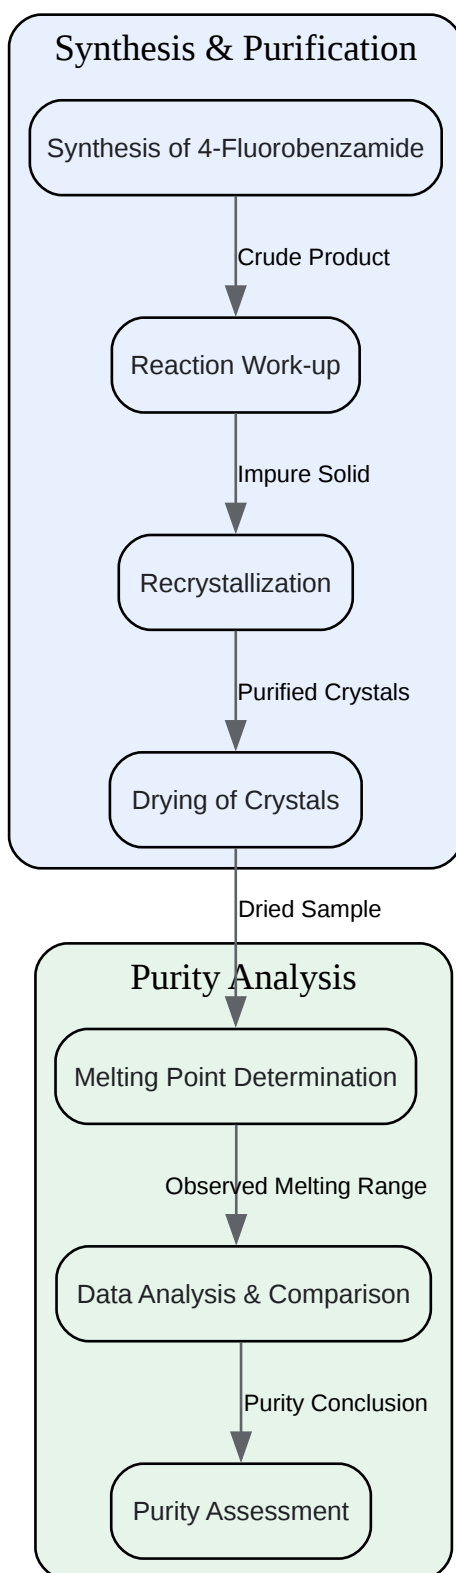 Synthesis & Purification
Synthesis of 4-Fluorobenzamide
Crude Product
Reaction Work-up
Impure Solid
Recrystallization
Purified Crystals
Drying of Crystals
Dried Sample
Purity Analysis
Melting Point Determination
Observed Melting Range
Data Analysis & Comparison
Purity Conclusion
Purity Assessment